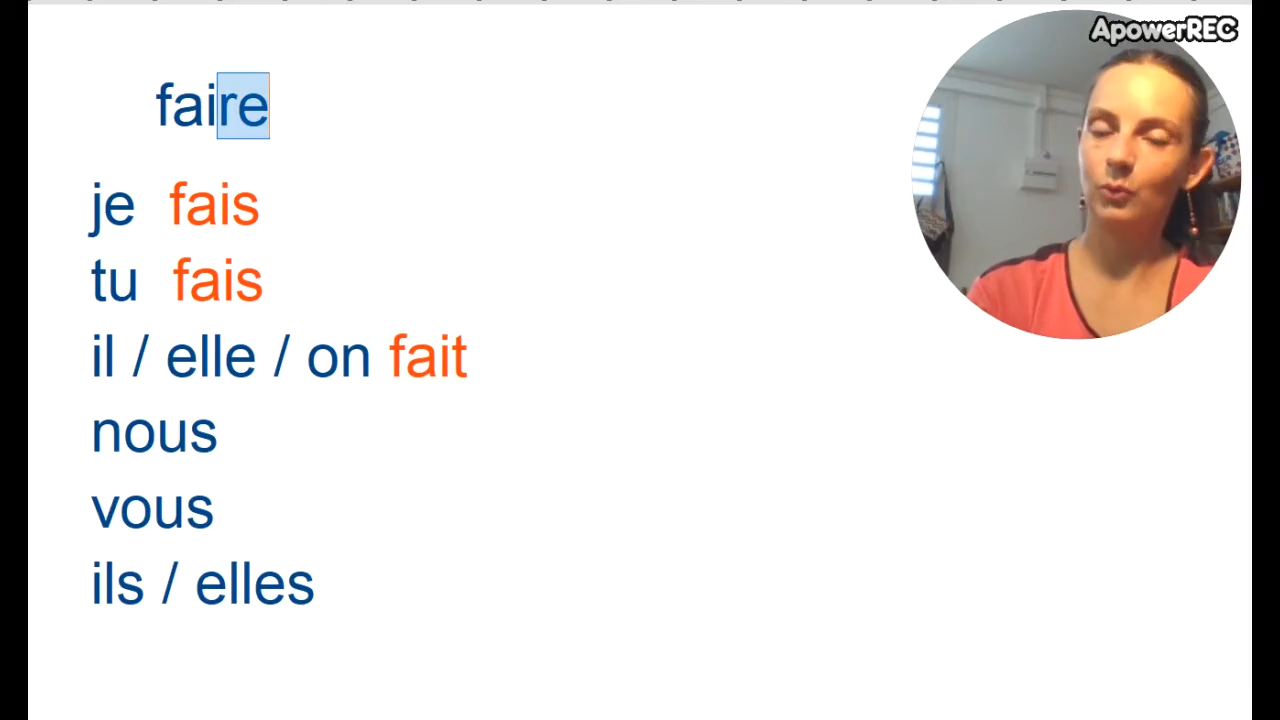 ApowerREC
faire
je fais
tu fais
il / elle / on fait
nous
vous
ils / elles